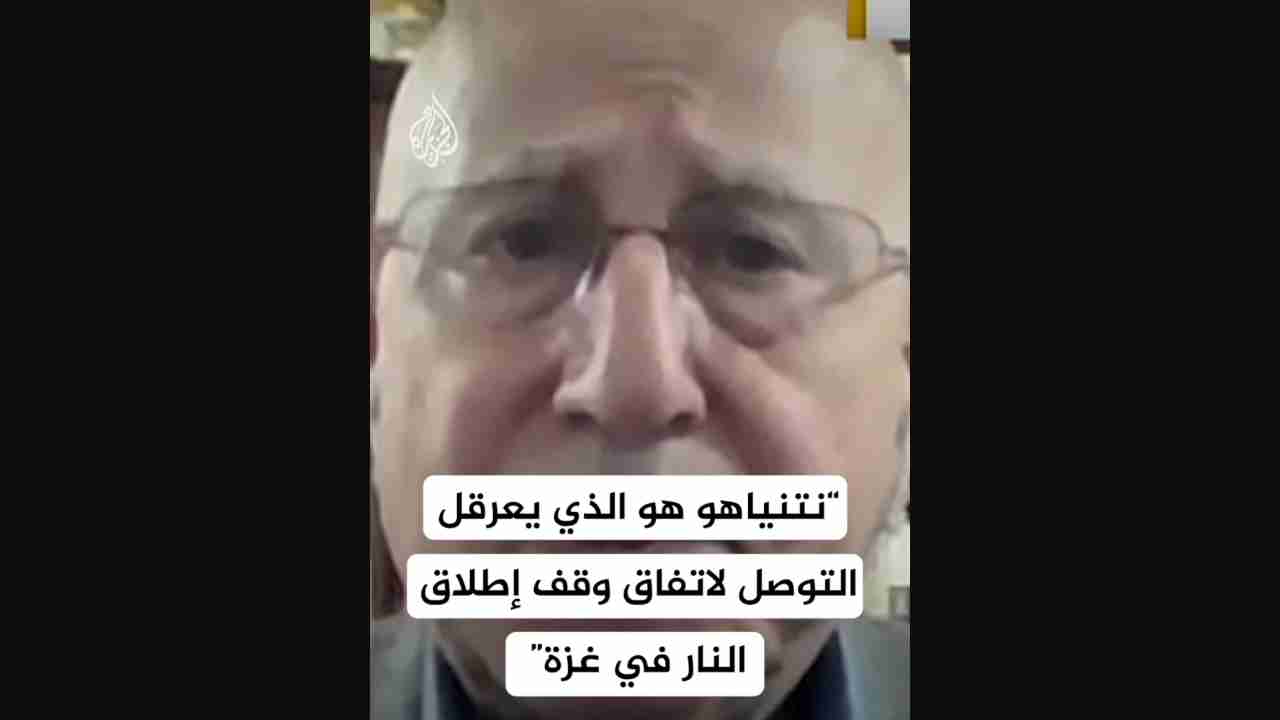 “نتنياهو هو الذي يعرقل
التوصل لاتفاق وقف إطلاق
النار في غزة”